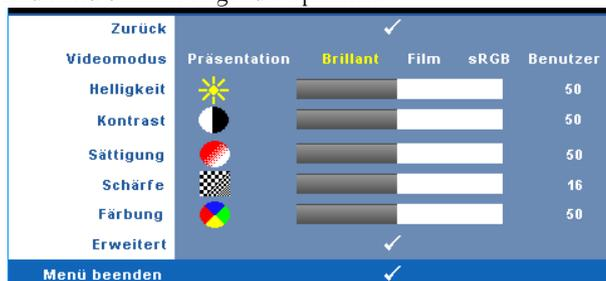 Zurück
Videomodus Präsentation Brillant Film sRGB Benutzer
Helligkeit 50
Kontrast 50
Sättigung 50
Schärfe 16
Färbung 50
Erweitert
Menü beenden